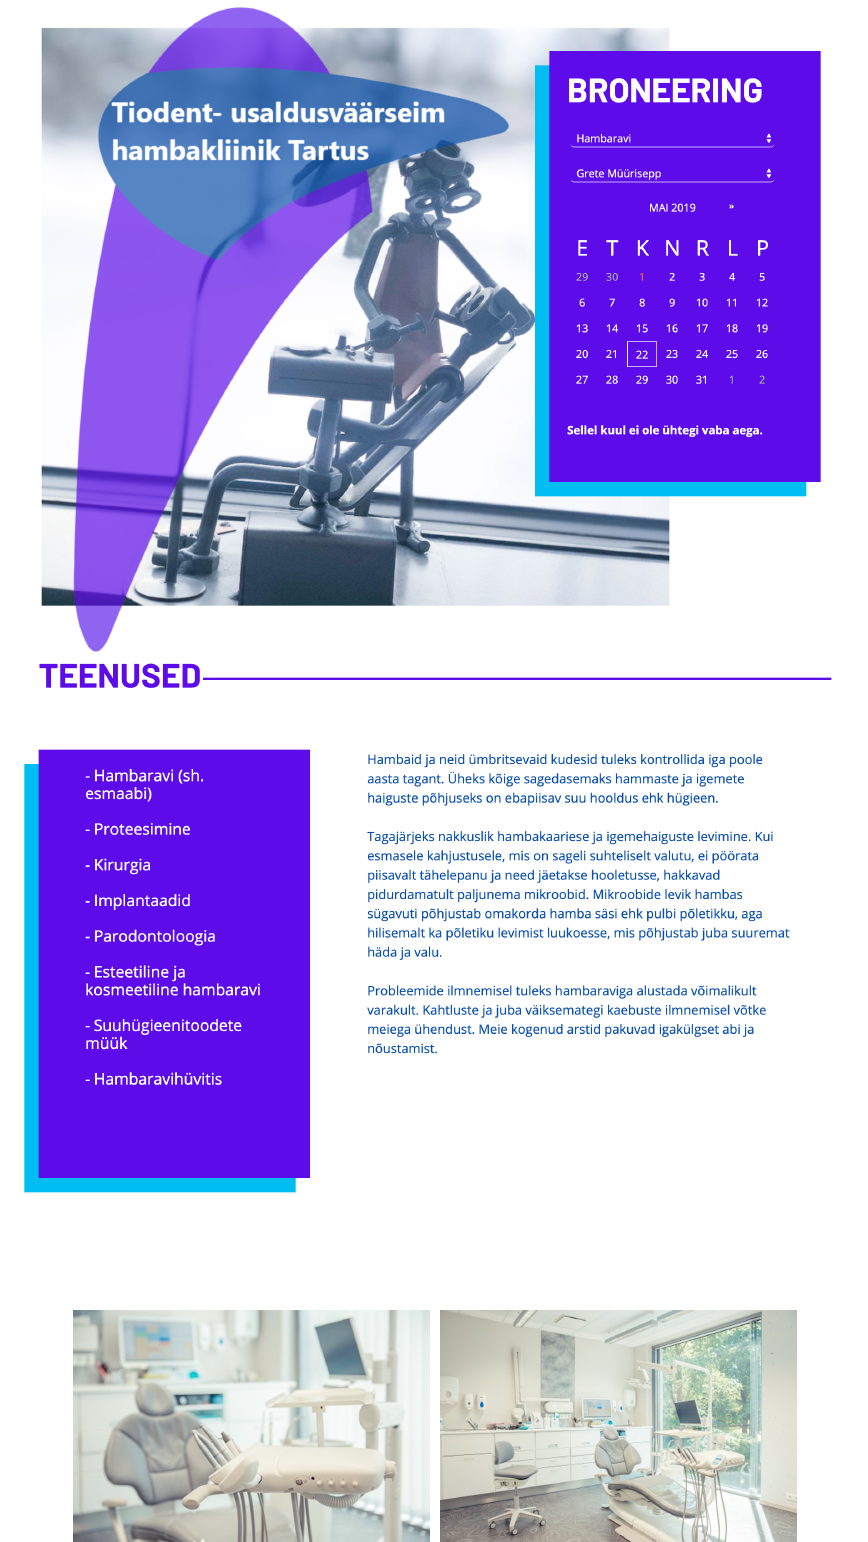 Tiodent- usaldusväärseim
hambakliinik Tartus
BRONEERING
Hambaravi
Grete Müürisepp
MAI 2019 »
E T K N R L P
29 30 1 2 3 4 5
6 7 8 9 10 11 12
13 14 15 16 17 18 19
20 21 22 23 24 25 26
27 28 29 30 31 1 2
Sellel kuul ei ole ühtegi vaba aega.
TEENUSED
- Hambaravi (sh.
esmaabi)
- Proteesimine
- Kirurgia
- Implantaadid
- Parodontoloogia
- Esteetiline ja
kosmeetiline hambaravi
- Suuhügieenitoodete
müük
- Hambaravihüvitis
Hambaid ja neid ümbritsevaid kudesid tuleks kontrollida iga poole
aasta tagant. Üheks kõige sagedasemaks hammaste ja igemete
haiguste põhjuseks on ebapiisav suu hooldus ehk hügieen.
Tagajärjeks nakkuslik hambakaariese ja igemehaiguste levimine. Kui
esmasele kahjustusele, mis on sageli suhteliselt valutu, ei pöörata
piisavalt tähelepanu ja need jäetakse hooletusse, hakkavad
pidurdamatult paljunema mikroobid. Mikroobide levik hambas
sügavuti põhjustab omakorda hamba säsi ehk pulbi põletikku, aga
hilisemalt ka põletiku levimist luukoesse, mis põhjustab juba suuremat
häda ja valu.
Probleemide ilmnemisel tuleks hambaraviga alustada võimalikult
varakult. Kahtluste ja juba väiksemategi kaebuste ilmnemisel võtke
meiega ühendust. Meie kogenud arstid pakuvad igakülgset abi ja
nõustamist.